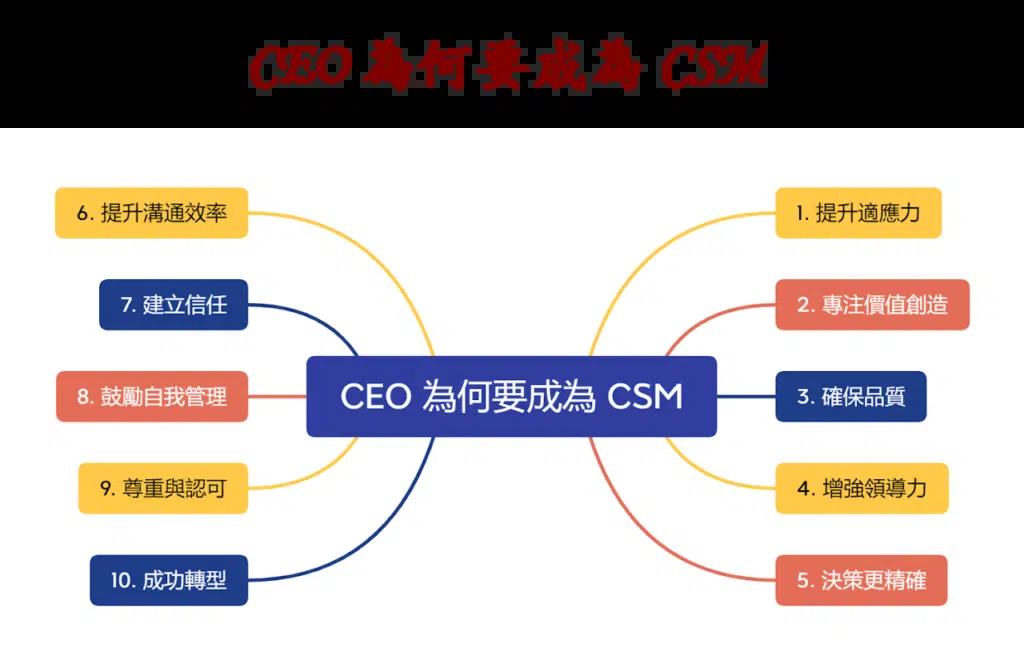 CEO 為何要成為 CSM
6. 提升溝通效率
7. 建立信任
8. 鼓勵自我管理
9. 尊重與認可
10. 成功轉型
CEO 為何要成為 CSM
1. 提升適應力
2. 專注價值創造
3. 確保品質
4. 增強領導力
5. 決策更精確